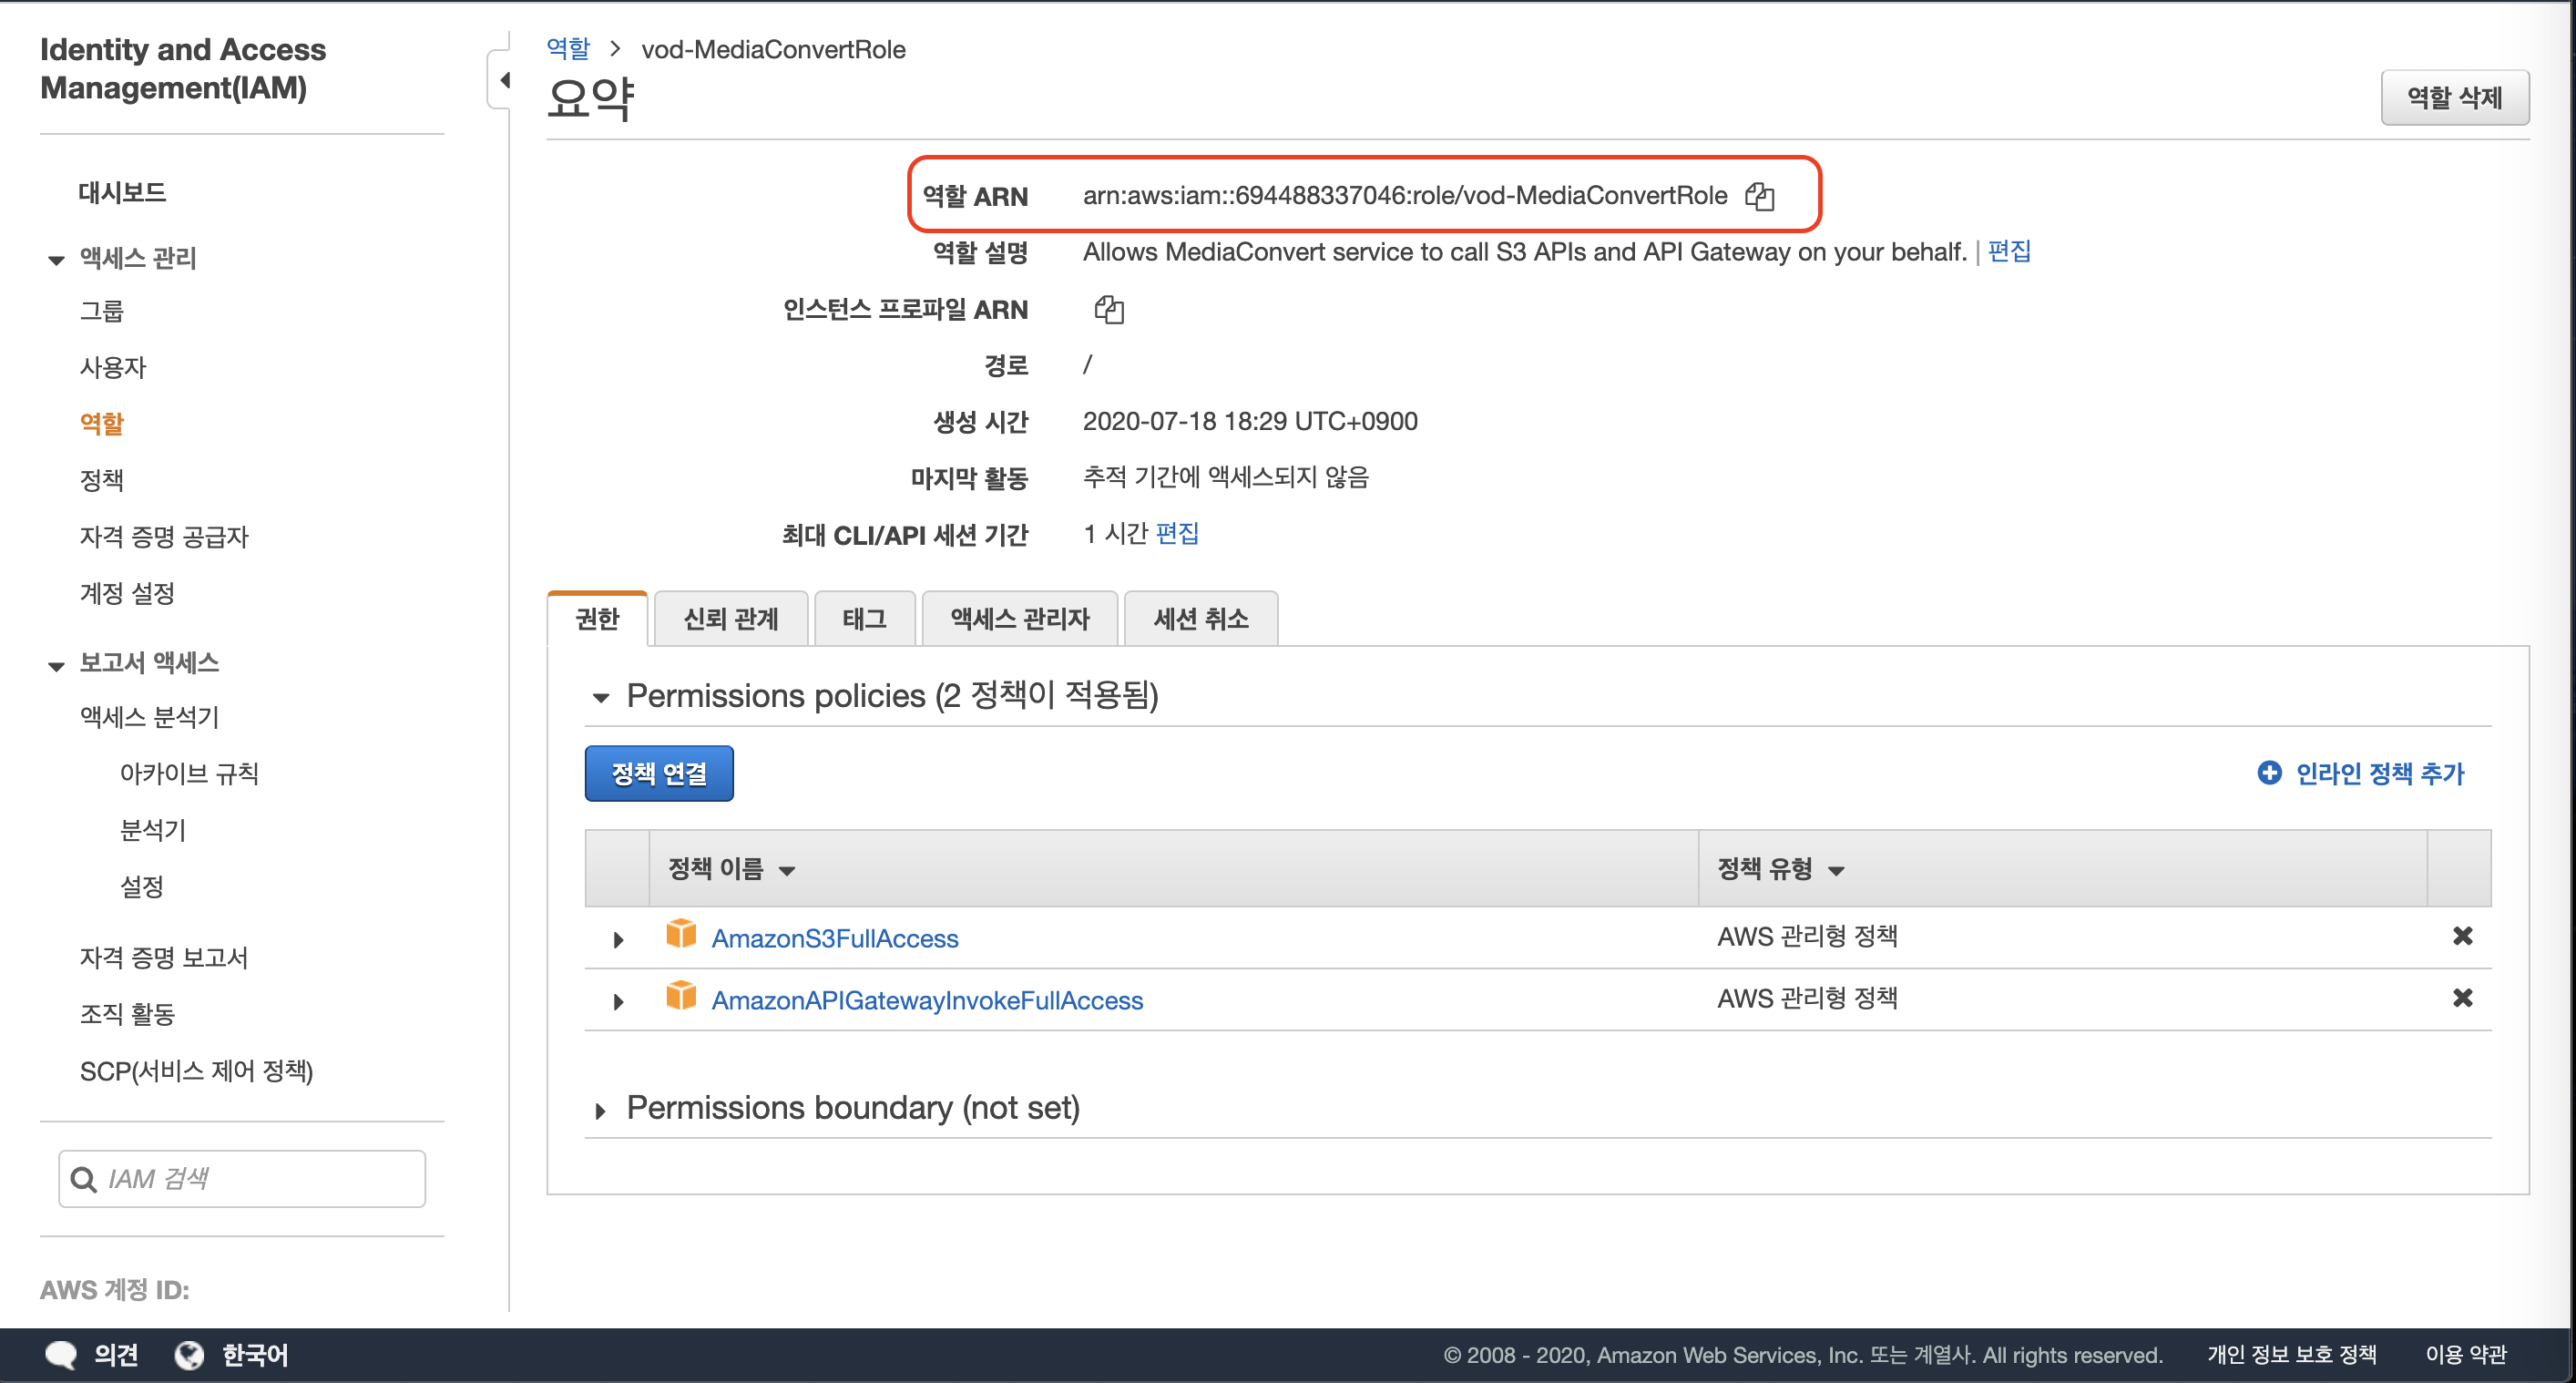 Identity and Access
Management(IAM)
대시보드
액세스 관리
그룹
사용자
역할
정책
자격 증명 공급자
계정 설정
보고서 액세스
액세스 분석기
아카이브 규칙
분석기
설정
자격 증명 보고서
조직 활동
SCP(서비스 제어 정책)
IAM 검색
AWS 계정 ID:
역할 > vod-MediaConvertRole
요약
역할 삭제
역할 ARN arn:aws:iam::694488337046:role/vod-MediaConvertRole
역할 설명 Allows MediaConvert service to call S3 APIs and API Gateway on your behalf. | 편집
인스턴스 프로파일 ARN
경로 /
생성 시간 2020-07-18 18:29 UTC+0900
마지막 활동 추적 기간에 액세스되지 않음
최대 CLI/API 세션 기간 1 시간 편집
권한 신뢰 관계 태그 액세스 관리자 세션 취소
Permissions policies (2 정책이 적용됨)
정책 연결 인라인 정책 추가
정책 이름 정책 유형
AmazonS3FullAccess AWS 관리형 정책
AmazonAPIGatewayInvokeFullAccess AWS 관리형 정책
Permissions boundary (not set)
의견 한국어 © 2008 - 2020, Amazon Web Services, Inc. 또는 계열사. All rights reserved. 개인 정보 보호 정책 이용 약관